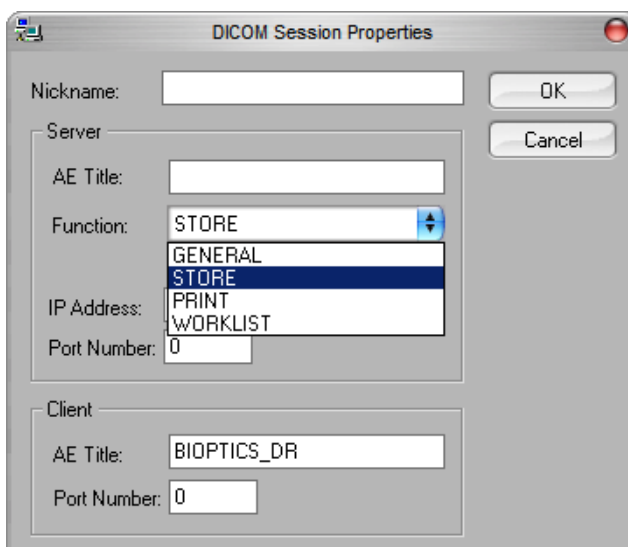 DICOM Session Properties
Nickname:
OK
Server
Cancel
AE Title:
Function: STORE
GENERAL
STORE
PRINT
WORKLIST
IP Address:
Port Number: 0
Client
AE Title: BIOPTICS_DR
Port Number: 0